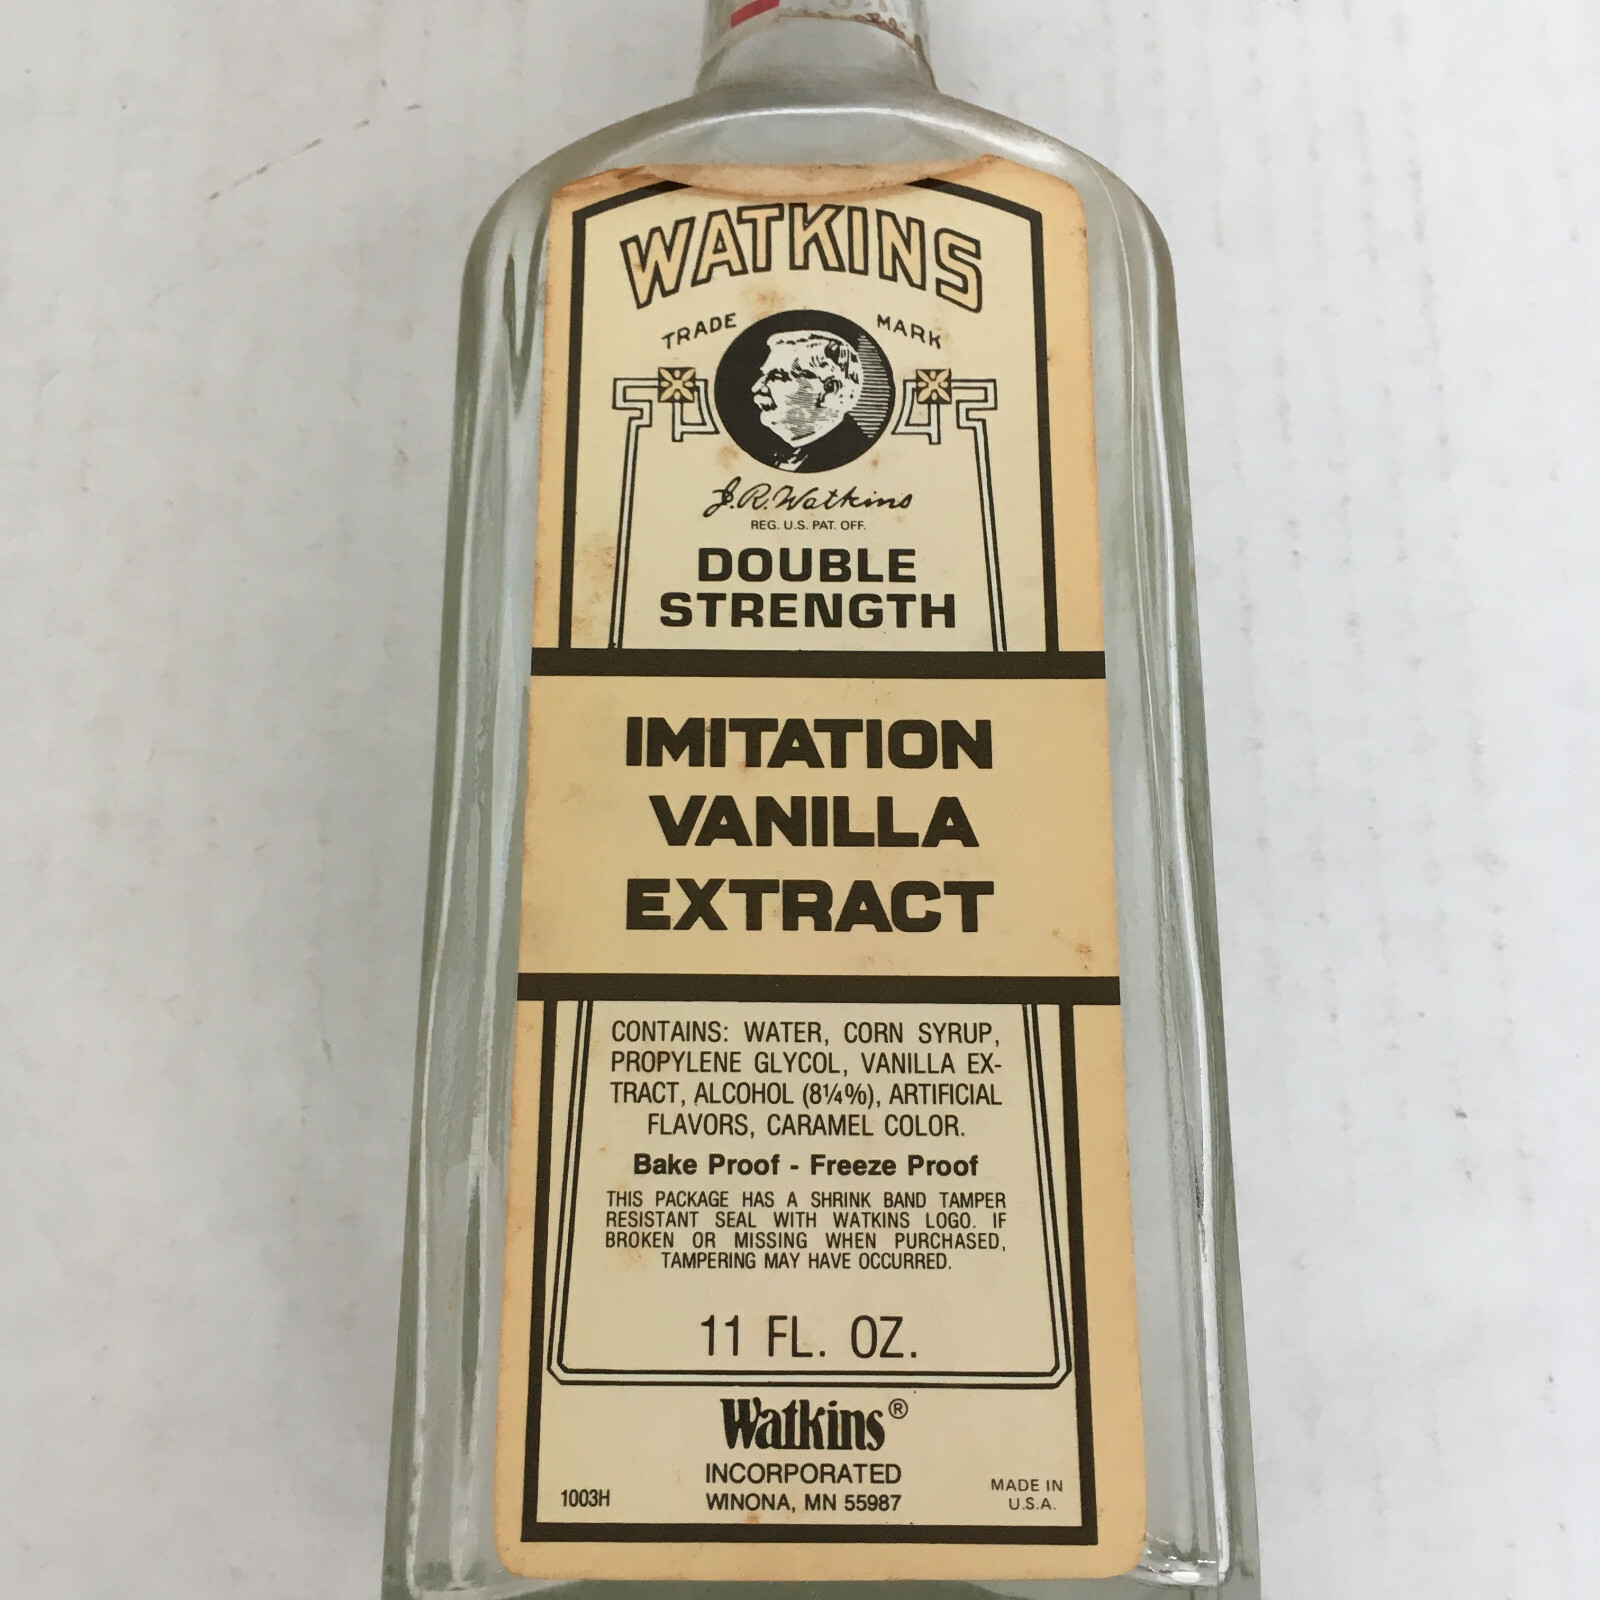 WATKINS
TRADE MARK
J.R. Watkins
REG. U.S. PAT. OFF.
DOUBLE
STRENGTH
IMITATION
VANILLA
EXTRACT
CONTAINS: WATER, CORN SYRUP,
PROPYLENE GLYCOL, VANILLA EX-
TRACT, ALCOHOL (8¼%), ARTIFICIAL
FLAVORS, CARAMEL COLOR.
Bake Proof - Freeze Proof
THIS PACKAGE HAS A SHRINK BAND TAMPER
RESISTANT SEAL WITH WATKINS LOGO. IF
BROKEN OR MISSING WHEN PURCHASED,
TAMPERING MAY HAVE OCCURRED.
11 FL. OZ.
Watkins®
INCORPORATED
WINONA, MN 55987
1003H
MADE IN
U.S.A.